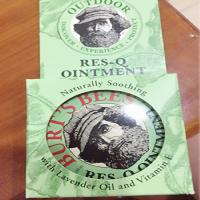 OUTDOOR
DISCOVER • EXPERIENCE • PROTECT
RES-Q
OINTMENT
Naturally Soothing
BURT'S BEES
RES-Q OINTMENT
with Lavender Oil and Vitamin E